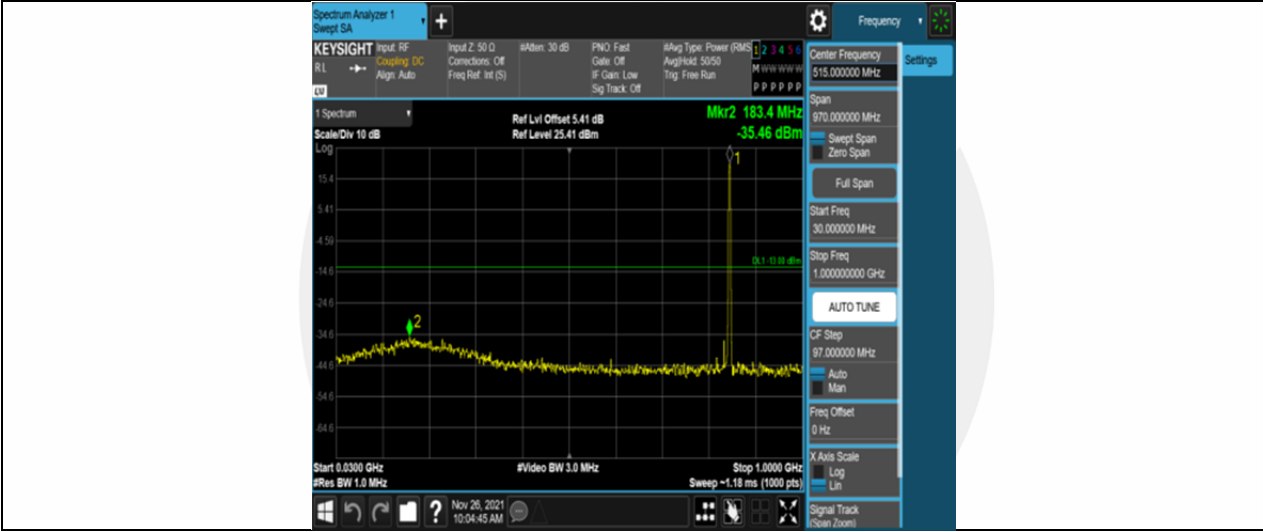 Spectrum Analyzer 1
Swept SA
+
Frequency
KEYSIGHT
RL
Input: RF
Coupling: DC
Align: Auto
Input Z: 50 Ω
Corrections: Off
Freq Ref: Int (S)
#Atten: 30 dB
PNO: Fast
Gate: Off
IF Gain: Low
Sig Track: Off
#Avg Type: Power (RMS
Avg|Hold: 50/50
Trig: Free Run
1 2 3 4 5 6
M W W W W W
P P P P P P
1 Spectrum
Scale/Div 10 dB
Ref Lvl Offset 5.41 dB
Ref Level 25.41 dBm
Mkr2 183.4 MHz
-35.46 dBm
Log
15.4
5.41
-4.59
-14.6
-24.6
-34.6
-44.6
-54.6
-64.6
1
2
DL1 -13.00 dBm
Start 0.0300 GHz
#Res BW 1.0 MHz
#Video BW 3.0 MHz
Stop 1.0000 GHz
Sweep ~1.18 ms (1000 pts)
Nov 26, 2021
10:04:45 AM
?
Center Frequency
515.000000 MHz
Settings
Span
970.000000 MHz
Swept Span
Zero Span
Full Span
Start Freq
30.000000 MHz
Stop Freq
1.000000000 GHz
AUTO TUNE
CF Step
97.000000 MHz
Auto
Man
Freq Offset
0 Hz
X Axis Scale
Log
Lin
Signal Track
(Span Zoom)